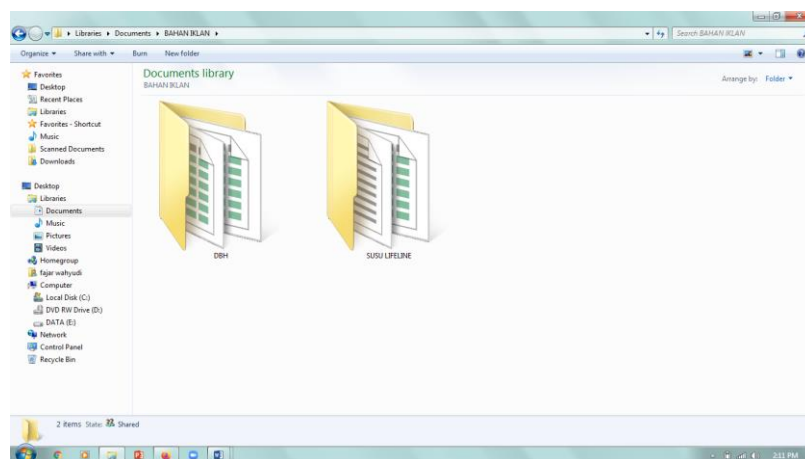 Libraries ▸ Documents ▸ BAHAN IKLAN ▸
Search BAHAN IKLAN
Organize Share with Burn New folder
Favorites
Desktop
Recent Places
Libraries
Favorites - Shortcut
Music
Scanned Documents
Downloads
Desktop
Libraries
Documents
Music
Pictures
Videos
Homegroup
fajar wahyudi
Computer
Local Disk (C:)
DVD RW Drive (D:)
DATA (E:)
Network
Control Panel
Recycle Bin
Documents library
BAHAN IKLAN
Arrange by: Folder
DBH
SUSU LIFELINE
2 items State: Shared
2:11 PM